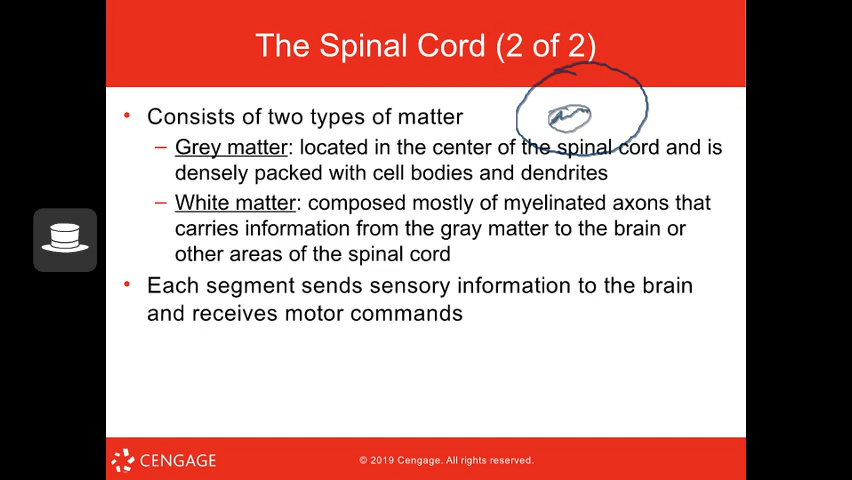 The Spinal Cord (2 of 2)
• Consists of two types of matter
– Grey matter: located in the center of the spinal cord and is
densely packed with cell bodies and dendrites
– White matter: composed mostly of myelinated axons that
carries information from the gray matter to the brain or
other areas of the spinal cord
• Each segment sends sensory information to the brain
and receives motor commands
CENGAGE
© 2019 Cengage. All rights reserved.